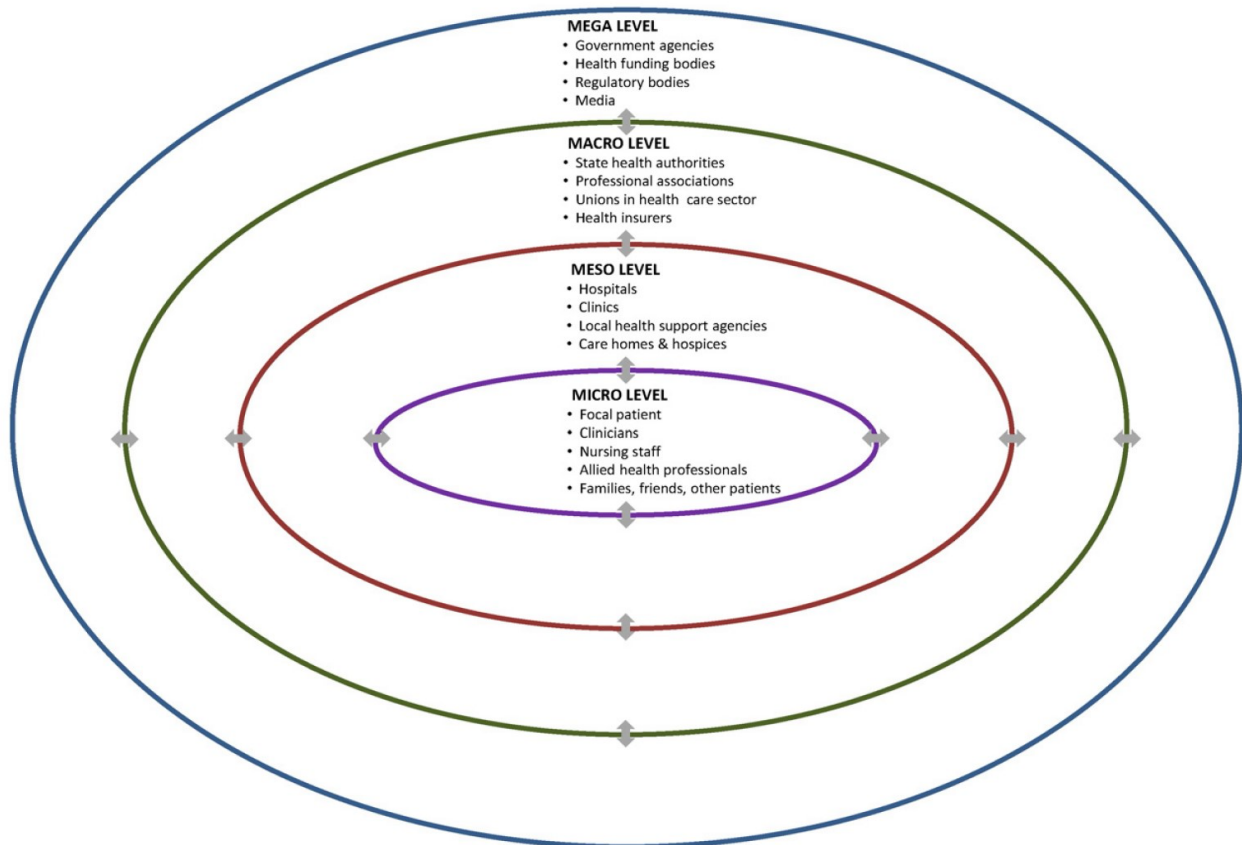 MEGA LEVEL
• Government agencies
• Health funding bodies
• Regulatory bodies
• Media
MACRO LEVEL
• State health authorities
• Professional associations
• Unions in health  care sector
• Health insurers
MESO LEVEL
• Hospitals
• Clinics
• Local health support agencies
• Care homes & hospices
MICRO LEVEL
• Focal patient
• Clinicians
• Nursing staff
• Allied health professionals
• Families, friends, other patients